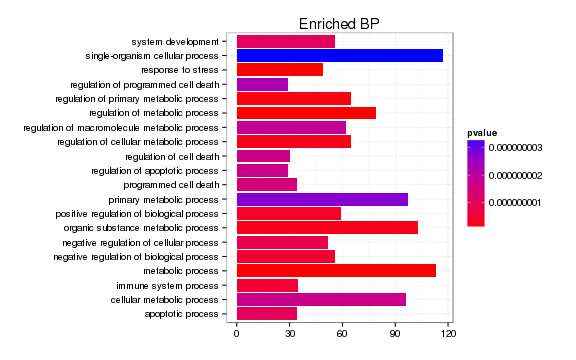 Enriched BP
system development
single-organism cellular process
response to stress
regulation of programmed cell death
regulation of primary metabolic process
regulation of metabolic process
regulation of macromolecule metabolic process
regulation of cellular metabolic process
regulation of cell death
regulation of apoptotic process
programmed cell death
primary metabolic process
positive regulation of biological process
organic substance metabolic process
negative regulation of cellular process
negative regulation of biological process
metabolic process
immune system process
cellular metabolic process
apoptotic process
0 30 60 90 120
pvalue
0.000000003
0.000000002
0.000000001